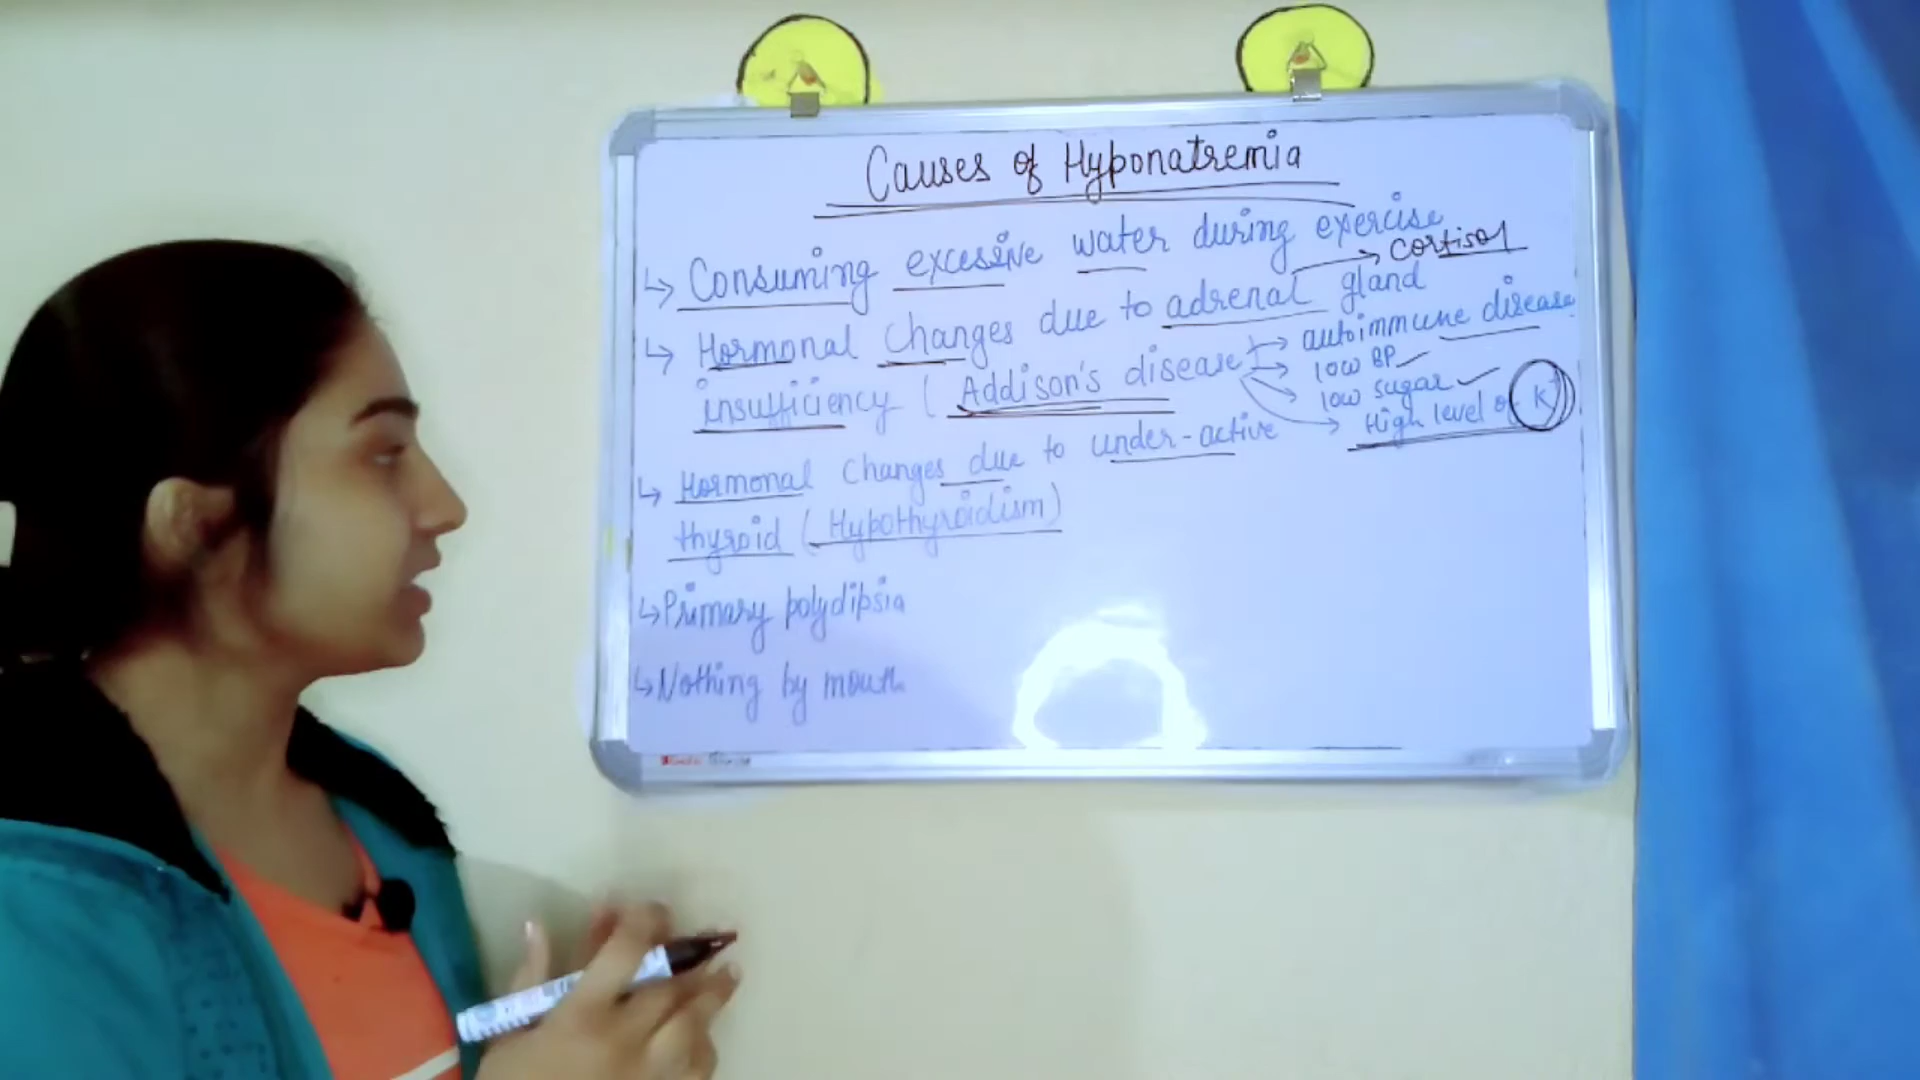 Causes of Hyponatremia
↳ Consuming excessive water during exercise
→ cortisol
↳ Hormonal changes due to adrenal gland
insufficiency ( Addison's disease
→ autoimmune disease
→ low BP ✓
→ low sugar ✓
→ High level of K+
↳ Hormonal changes due to under-active
thyroid (Hypothyroidism)
↳ Primary polydipsia
↳ Nothing by mouth